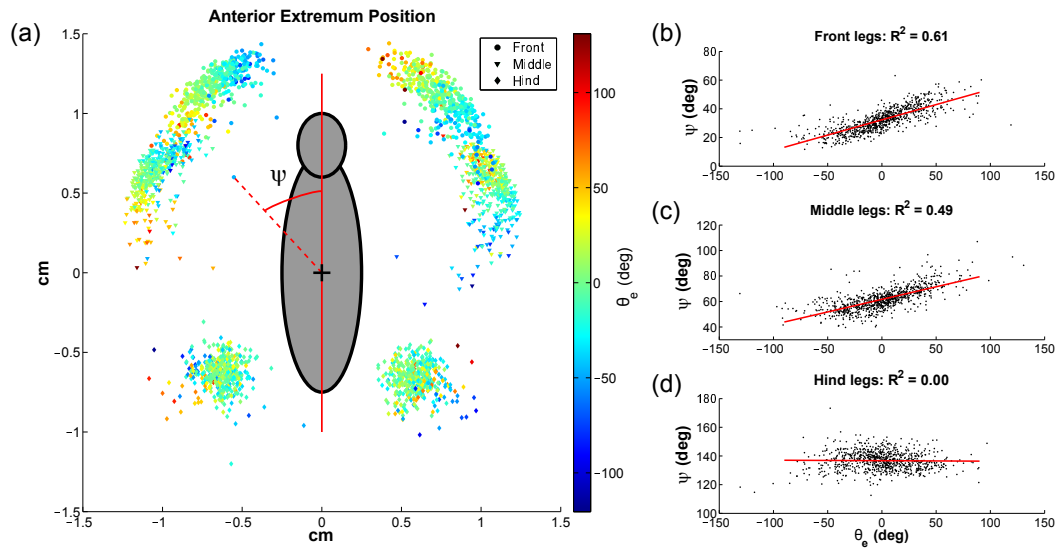 (a)
Anterior Extremum Position
Front
Middle
Hind
1.5
1
0.5
0
−0.5
−1
−1.5
cm
−1.5 −1 −0.5 0 0.5 1 1.5
cm
Ψ
100
50
0
−50
−100
θe (deg)
(b)
Front legs: R² = 0.61
80
60
40
20
0
ψ (deg)
−150 −100 −50 0 50 100 150
(c)
Middle legs: R² = 0.49
120
100
80
60
40
ψ (deg)
−150 −100 −50 0 50 100 150
(d)
Hind legs: R² = 0.00
180
160
140
120
100
ψ (deg)
−150 −100 −50 0 50 100 150
θe (deg)